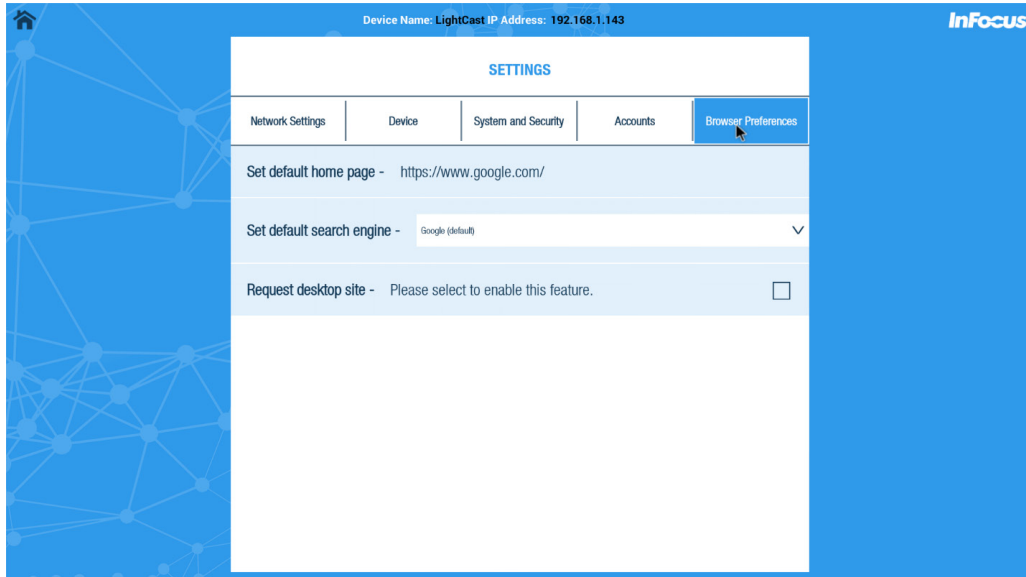 Device Name: LightCast IP Address: 192.168.1.143
InFocus
SETTINGS
Network Settings
Device
System and Security
Accounts
Browser Preferences
Set default home page - https://www.google.com/
Set default search engine - Google (default)
Request desktop site - Please select to enable this feature.